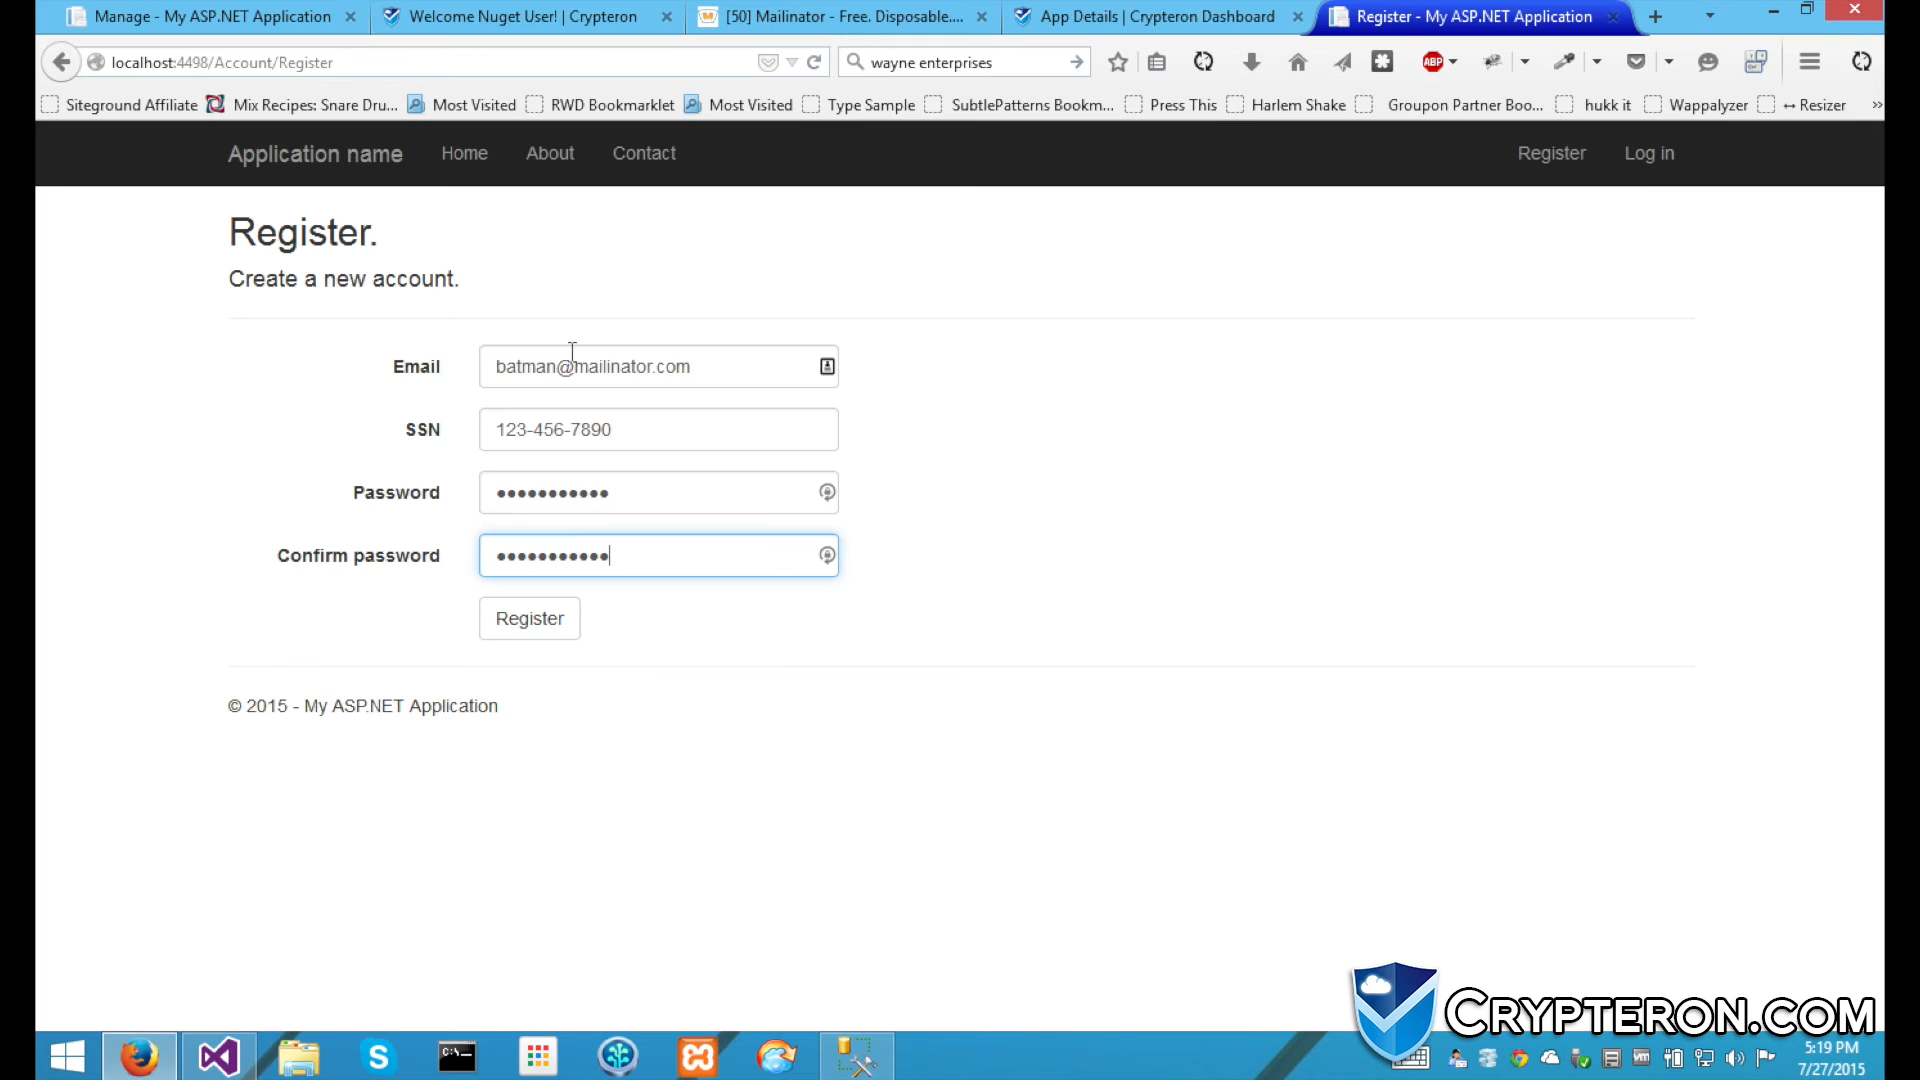 Manage - My ASP.NET Application
Welcome Nuget User! | Crypteron
[50] Mailinator - Free. Disposable....
App Details | Crypteron Dashboard
Register - My ASP.NET Application
localhost:4498/Account/Register
wayne enterprises
ABP
Siteground Affiliate
Mix Recipes: Snare Dru...
Most Visited
RWD Bookmarklet
Most Visited
Type Sample
SubtlePatterns Bookm...
Press This
Harlem Shake
Groupon Partner Boo...
hukk it
Wappalyzer
↔ Resizer
»
Application name
Home
About
Contact
Register
Log in
Register.
Create a new account.
Email
batman@mailinator.com
SSN
123-456-7890
Password
•••••••••••
Confirm password
•••••••••••
Register
© 2015 - My ASP.NET Application
CRYPTERON.COM
5:19 PM
7/27/2015